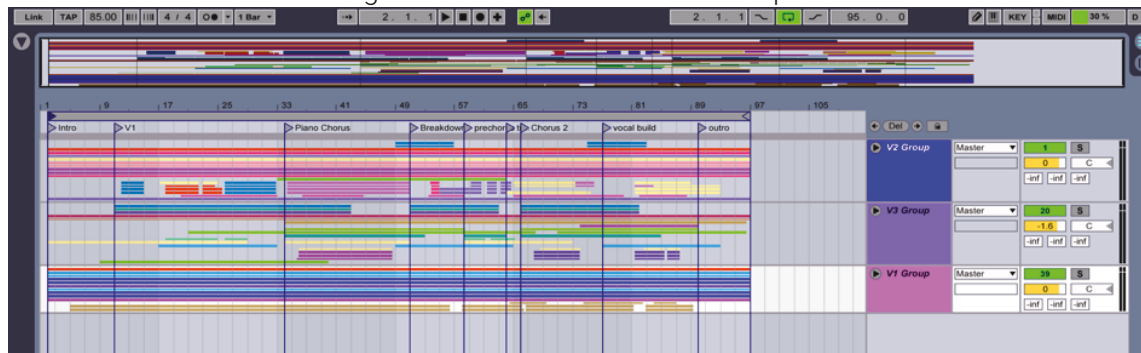 Link TAP 85.00 4 / 4 1 Bar 2. 1. 1 2. 1. 1 95. 0. 0 KEY MIDI 30 % D
1 9 17 25 33 41 49 57 65 73 81 89 97 105
Intro V1 Piano Chorus Breakdown prechor Chorus 2 vocal build outro Del
V2 Group Master 1 S
0 C
-inf -inf -inf
V3 Group Master 20 S
-1.6 C
-inf -inf -inf
V1 Group Master 39 S
0 C
-inf -inf -inf